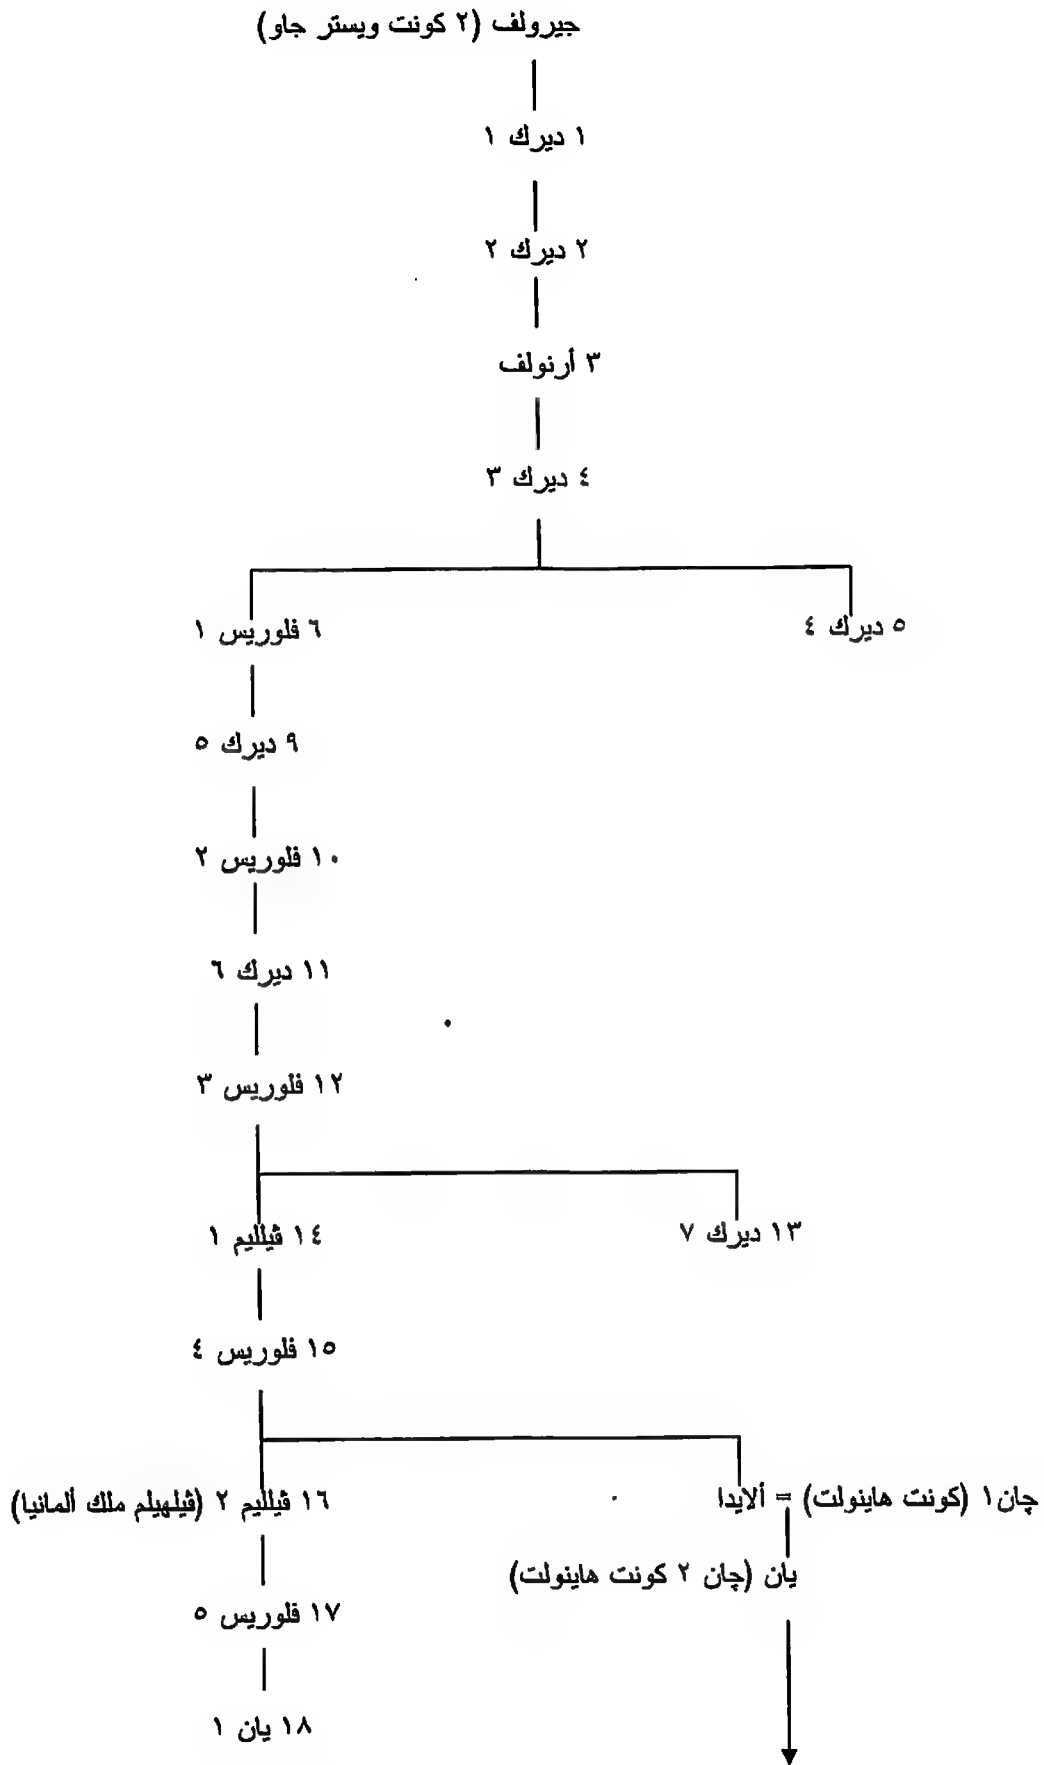 جيرولف (٢ كونت ويستر جاو)
١ ديرك ١
٢ ديرك ٢
٣ أرنولف
٤ ديرك ٣
٥ ديرك ٤
٦ فلوريس ١
٩ ديرك ٥
١٠ فلوريس ٢
١١ ديرك ٦
١٢ فلوريس ٣
١٣ ديرك ٧
١٤ ڤيلليم ١
١٥ فلوريس ٤
چان١ (كونت هاينولت) = ألايدا
١٦ ڤيلليم ٢ (ڤيلهيلم ملك ألمانيا)
يان (چان ٢ كونت هاينولت)
١٧ فلوريس ٥
١٨ يان ١